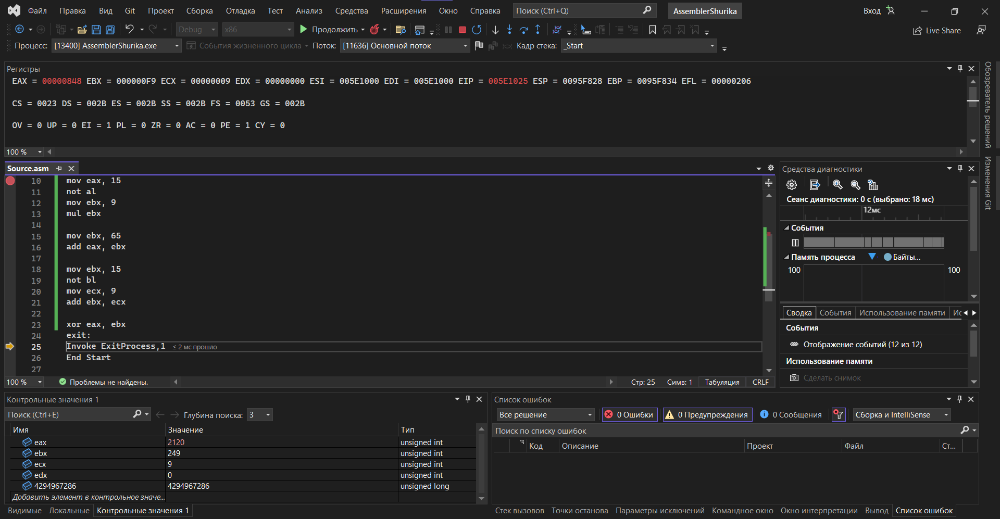 Файл Правка Вид Git Проект Сборка Отладка Тест Анализ Средства Расширения Окно Справка Поиск (Ctrl+Q) AssemblerShurika Вход
Debug x86 Продолжить Live Share
Процесс: [13400] AssemblerShurika.exe События жизненного цикла Поток: [11636] Основной поток Кадр стека: _Start
Регистры
EAX = 00000848 EBX = 000000F9 ECX = 00000009 EDX = 00000000 ESI = 005E1000 EDI = 005E1000 EIP = 005E1025 ESP = 0095F828 EBP = 0095F834 EFL = 00000206
CS = 0023 DS = 002B ES = 002B SS = 002B FS = 0053 GS = 002B
OV = 0 UP = 0 EI = 1 PL = 0 ZR = 0 AC = 0 PE = 1 CY = 0
100 %
Обозреватель решений
Изменения Git
Source.asm
10 mov eax, 15
11 not al
12 mov ebx, 9
13 mul ebx
14
15 mov ebx, 65
16 add eax, ebx
17
18 mov ebx, 15
19 not bl
20 mov ecx, 9
21 add ebx, ecx
22
23 xor eax, ebx
24 exit:
25 Invoke ExitProcess,1 ≤ 2 мс прошло
26 End Start
27
100 % Проблемы не найдены. Стр: 25 Симв: 1 Табуляция CRLF
Средства диагностики
Сеанс диагностики: 0 с (выбрано: 18 мс)
12мс
События
Память процесса Байты...
100 100
Сводка События Использование памяти Ис
События
Отображение событий (12 из 12)
Использование памяти
Сделать снимок
Контрольные значения 1
Поиск (Ctrl+E) Глубина поиска: 3
Имя Значение Тип
eax 2120 unsigned int
ebx 249 unsigned int
ecx 9 unsigned int
edx 0 unsigned int
4294967286 4294967286 unsigned long
Добавить элемент в контрольное значе...
Видимые Локальные Контрольные значения 1
Список ошибок
Все решение 0 Ошибки 0 Предупреждения 0 Сообщения Сборка и IntelliSense
Поиск по списку ошибок
Код Описание Проект Файл Ст...
Стек вызовов Точки останова Параметры исключений Командное окно Окно интерпретации Вывод Список ошибок